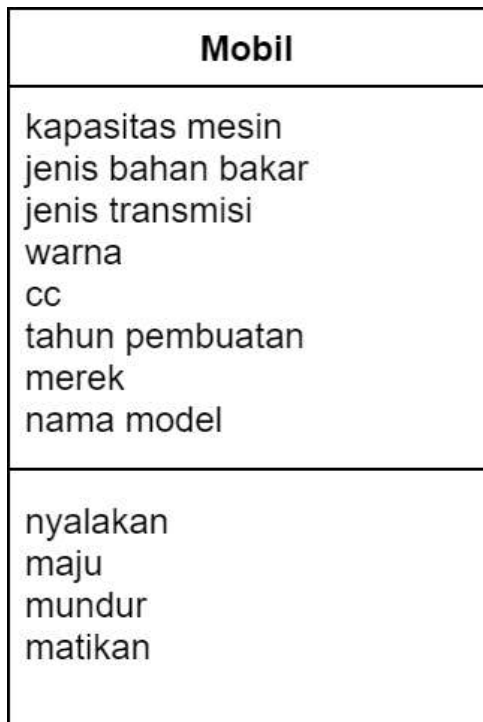 Mobil
kapasitas mesin
jenis bahan bakar
jenis transmisi
warna
cc
tahun pembuatan
merek
nama model
nyalakan
maju
mundur
matikan